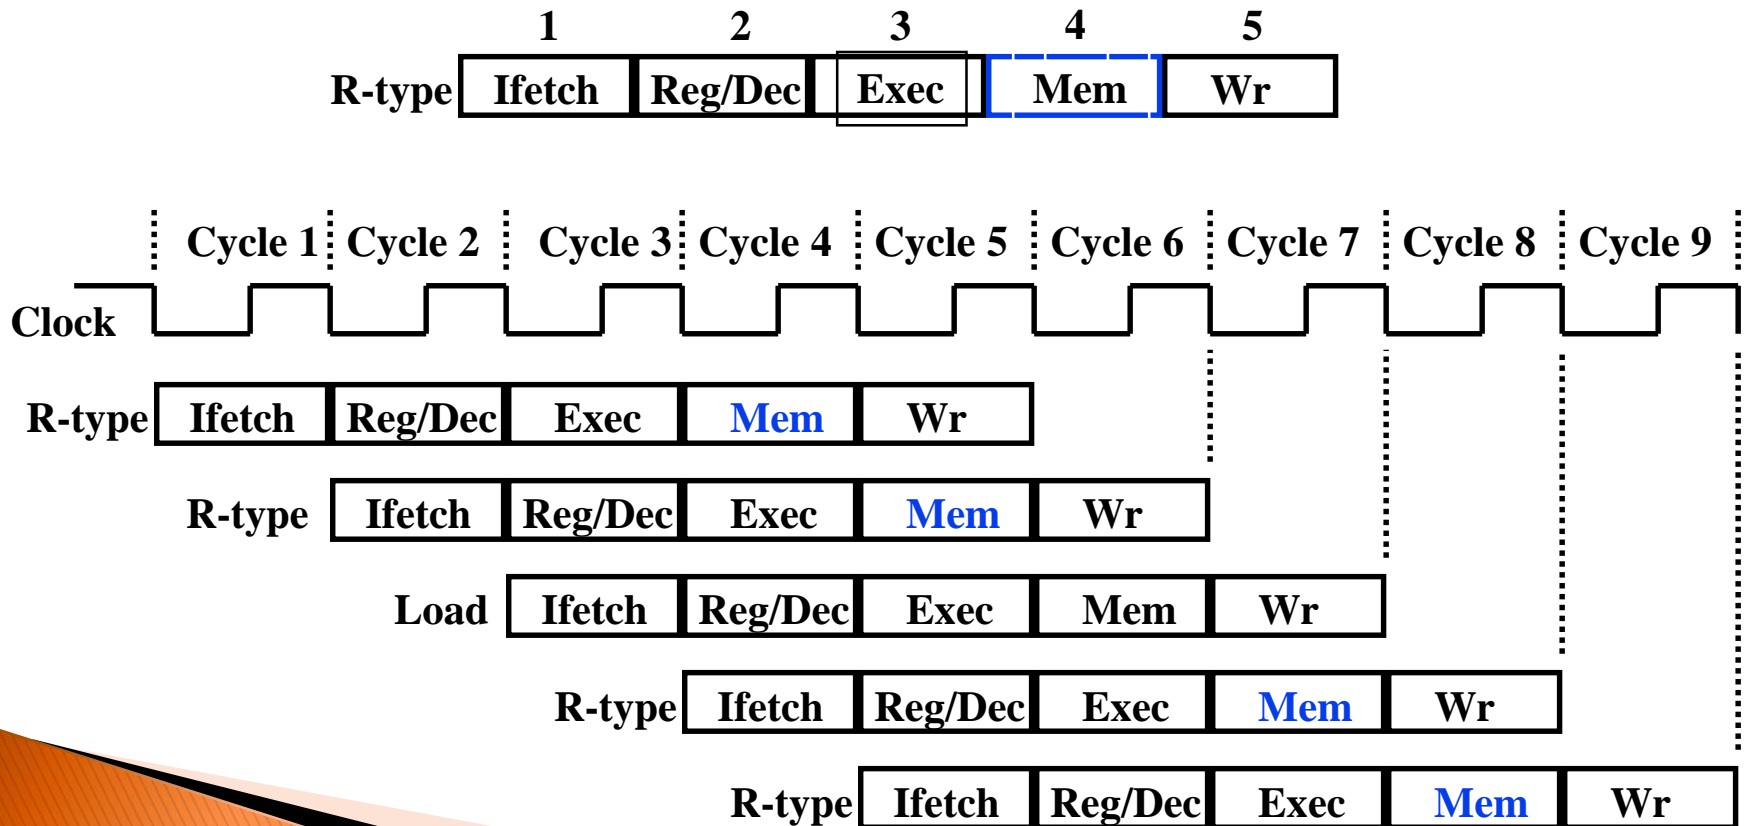 1 2 3 4 5
R-type Ifetch Reg/Dec Exec Mem Wr
Cycle 1 Cycle 2 Cycle 3 Cycle 4 Cycle 5 Cycle 6 Cycle 7 Cycle 8 Cycle 9
Clock
R-type Ifetch Reg/Dec Exec Mem Wr
R-type Ifetch Reg/Dec Exec Mem Wr
Load Ifetch Reg/Dec Exec Mem Wr
R-type Ifetch Reg/Dec Exec Mem Wr
R-type Ifetch Reg/Dec Exec Mem Wr